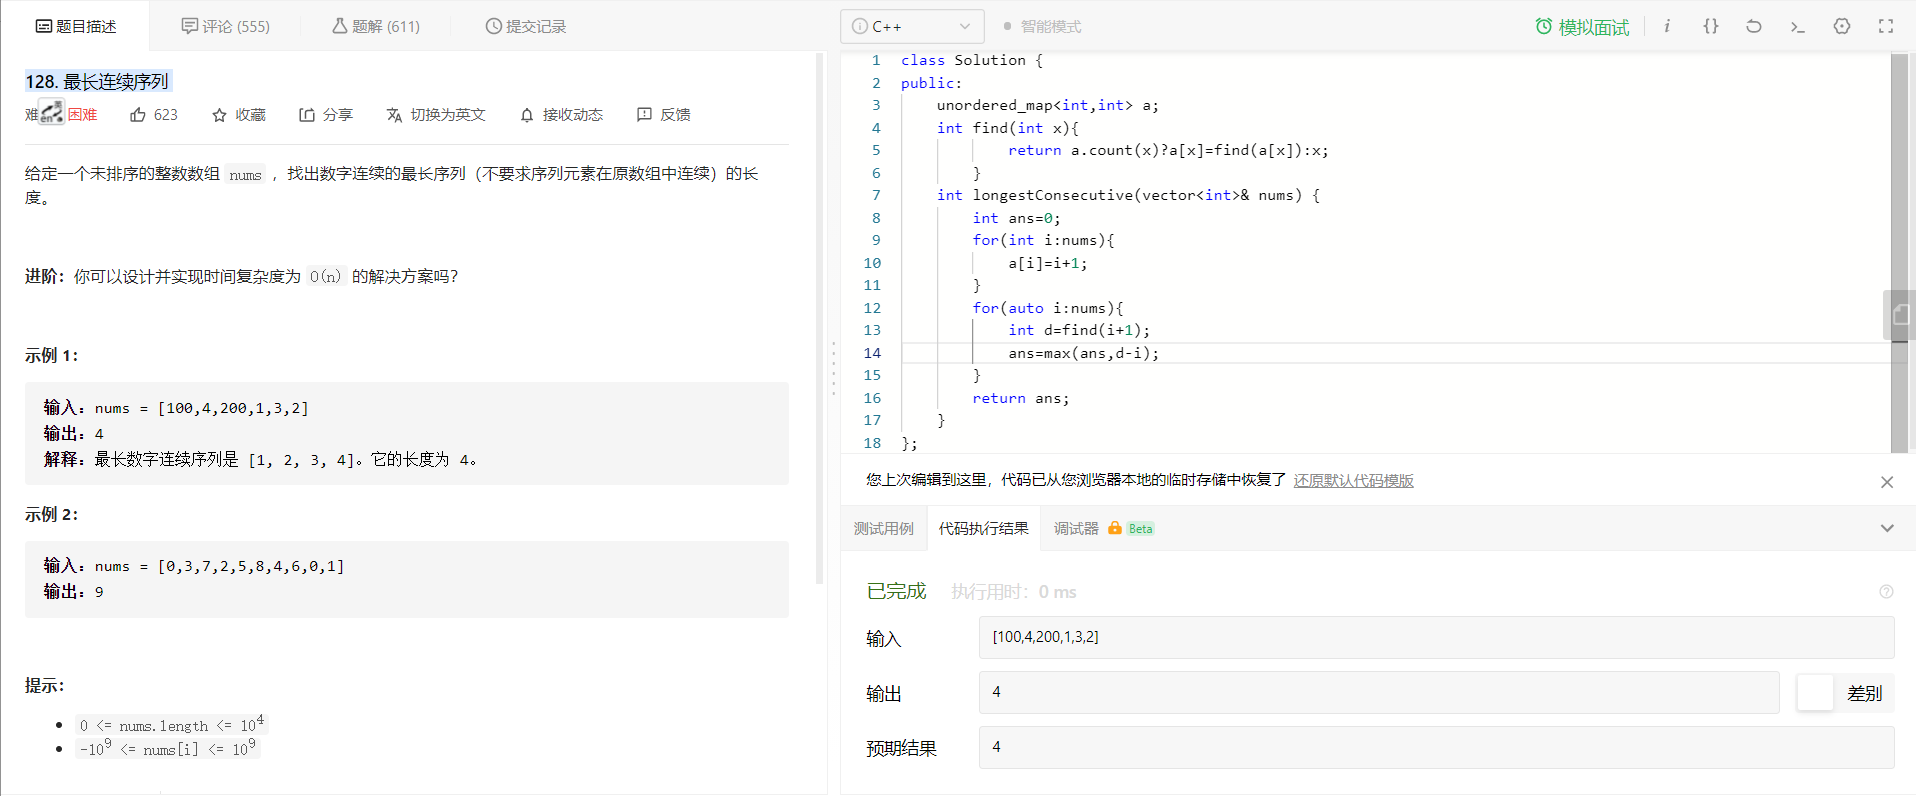 题目描述
评论 (555)
题解 (611)
提交记录
128. 最长连续序列
难
英
en
困难
623
收藏
分享
切换为英文
接收动态
反馈
给定一个未排序的整数数组 nums ，找出数字连续的最长序列（不要求序列元素在原数组中连续）的长
度。
进阶：你可以设计并实现时间复杂度为 O(n) 的解决方案吗？
示例 1：
输入：nums = [100,4,200,1,3,2]
输出：4
解释：最长数字连续序列是 [1, 2, 3, 4]。它的长度为 4。
示例 2：
输入：nums = [0,3,7,2,5,8,4,6,0,1]
输出：9
提示：
0 <= nums.length <= 10^4
-10^9 <= nums[i] <= 10^9
C++
智能模式
模拟面试
1 class Solution {
2 public:
3 unordered_map<int,int> a;
4 int find(int x){
5 return a.count(x)?a[x]=find(a[x]):x;
6 }
7 int longestConsecutive(vector<int>& nums) {
8 int ans=0;
9 for(int i:nums){
10 a[i]=i+1;
11 }
12 for(auto i:nums){
13 int d=find(i+1);
14 ans=max(ans,d-i);
15 }
16 return ans;
17 }
18 };
您上次编辑到这里，代码已从您浏览器本地的临时存储中恢复了 还原默认代码模版
测试用例
代码执行结果
调试器
Beta
已完成 执行用时：0 ms
输入
[100,4,200,1,3,2]
输出
4
差别
预期结果
4